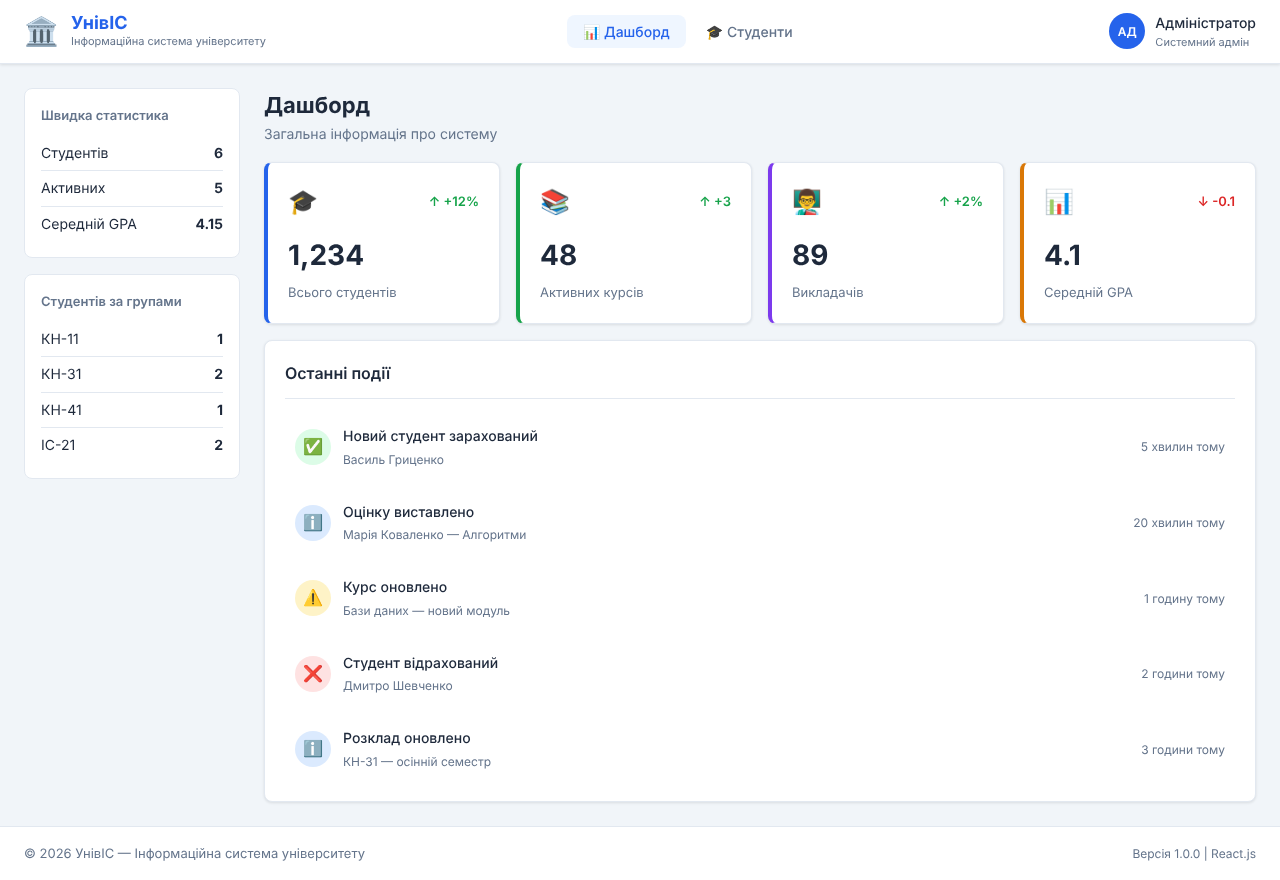 УнівІС
Інформаційна система університету
Дашборд
Студенти
АД
Адміністратор
Системний адмін
Швидка статистика
Студентів 6
Активних 5
Середній GPA 4.15
Студентів за групами
КН-11 1
КН-31 2
КН-41 1
ІС-21 2
Дашборд
Загальна інформація про систему
↑ +12%
1,234
Всього студентів
↑ +3
48
Активних курсів
↑ +2%
89
Викладачів
↓ -0.1
4.1
Середній GPA
Останні події
Новий студент зарахований
Василь Гриценко
5 хвилин тому
Оцінку виставлено
Марія Коваленко — Алгоритми
20 хвилин тому
Курс оновлено
Бази даних — новий модуль
1 годину тому
Студент відрахований
Дмитро Шевченко
2 години тому
Розклад оновлено
КН-31 — осінній семестр
3 години тому
© 2026 УнівІС — Інформаційна система університету
Версія 1.0.0 | React.js